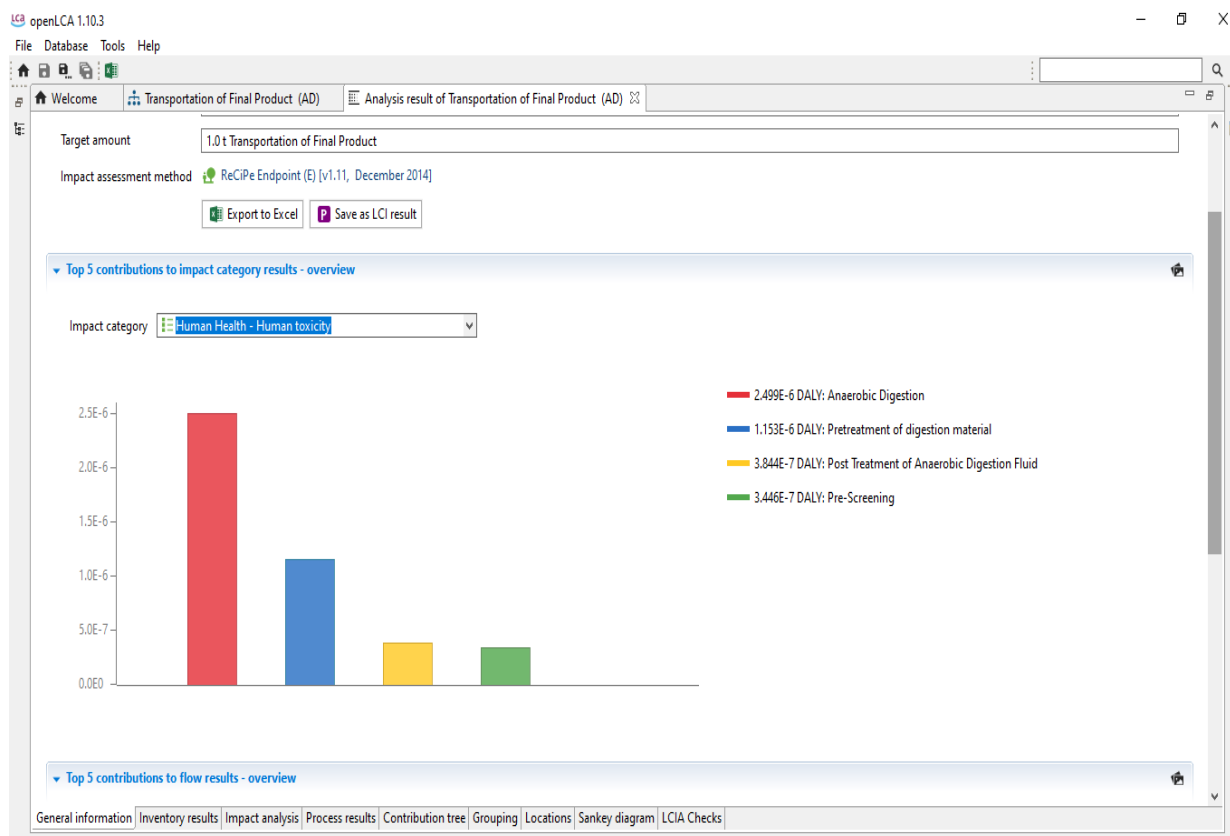 LCA openLCA 1.10.3
File Database Tools Help
Welcome Transportation of Final Product (AD) Analysis result of Transportation of Final Product (AD)
Target amount 1.0 t Transportation of Final Product
Impact assessment method ReCiPe Endpoint (E) [v1.11, December 2014]
Export to Excel P Save as LCI result
Top 5 contributions to impact category results - overview
Impact category Human Health - Human toxicity
2.499E-6 DALY: Anaerobic Digestion
1.153E-6 DALY: Pretreatment of digestion material
3.844E-7 DALY: Post Treatment of Anaerobic Digestion Fluid
3.446E-7 DALY: Pre-Screening
2.5E-6
2.0E-6
1.5E-6
1.0E-6
5.0E-7
0.0E0
Top 5 contributions to flow results - overview
General information Inventory results Impact analysis Process results Contribution tree Grouping Locations Sankey diagram LCIA Checks